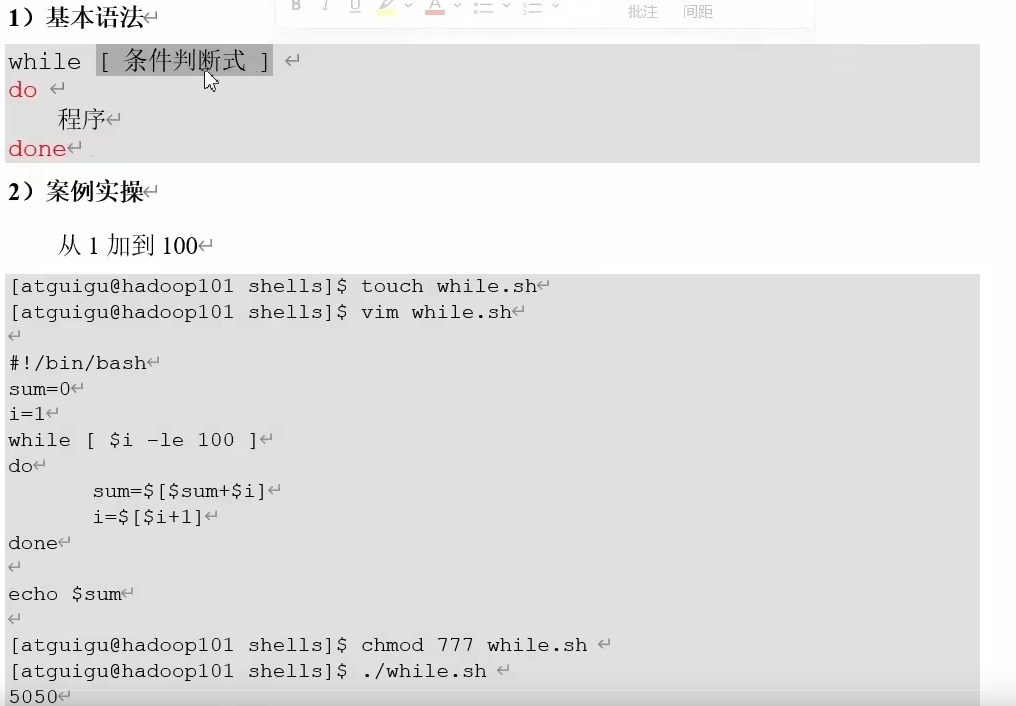 B I U A
批注 间距
1）基本语法
while [ 条件判断式 ]
do
程序
done
2）案例实操
从 1 加到 100
[atguigu@hadoop101 shells]$ touch while.sh
[atguigu@hadoop101 shells]$ vim while.sh
#!/bin/bash
sum=0
i=1
while [ $i -le 100 ]
do
sum=$[$sum+$i]
i=$[$i+1]
done
echo $sum
[atguigu@hadoop101 shells]$ chmod 777 while.sh
[atguigu@hadoop101 shells]$ ./while.sh
5050